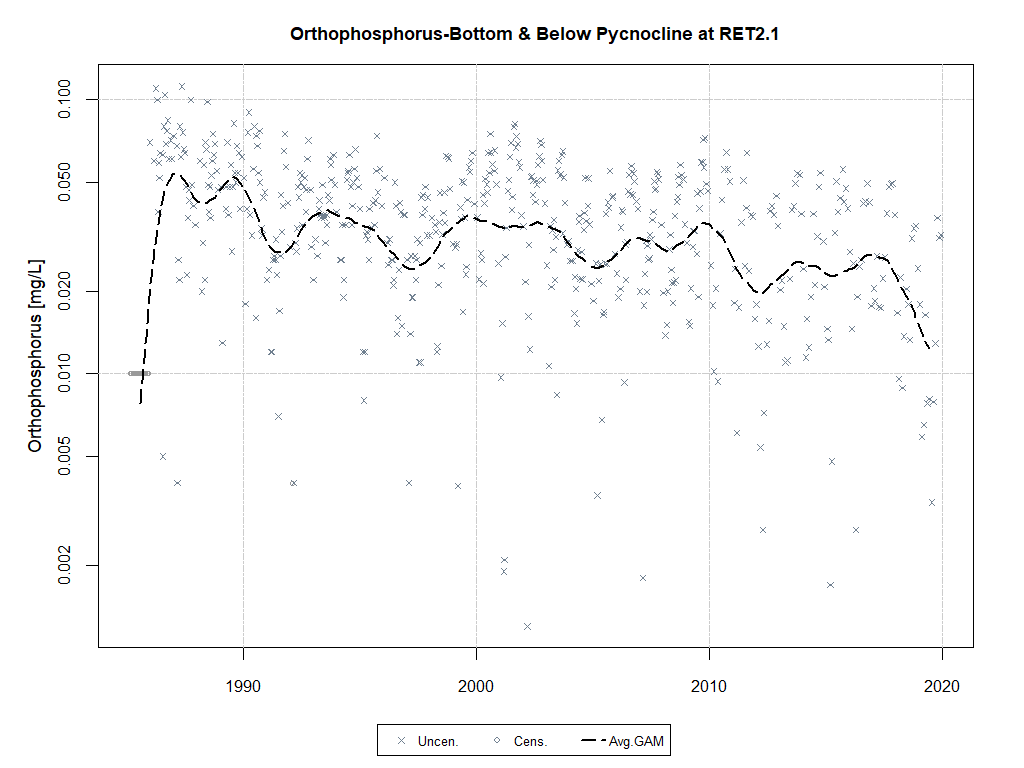 Orthophosphorus-Bottom & Below Pycnocline at RET2.1
Orthophosphorus [mg/L]
0.100
0.050
0.020
0.010
0.005
0.002
1990
2000
2010
2020
Uncen.
Cens.
Avg.GAM